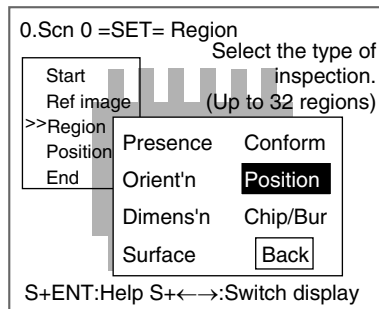 0.Scn 0 =SET= Region
Select the type of
inspection.
(Up to 32 regions)
Start
Ref image
>>Region
Position
End
Presence Conform
Orient'n Position
Dimens'n Chip/Bur
Surface Back
S+ENT:Help S+←→:Switch display